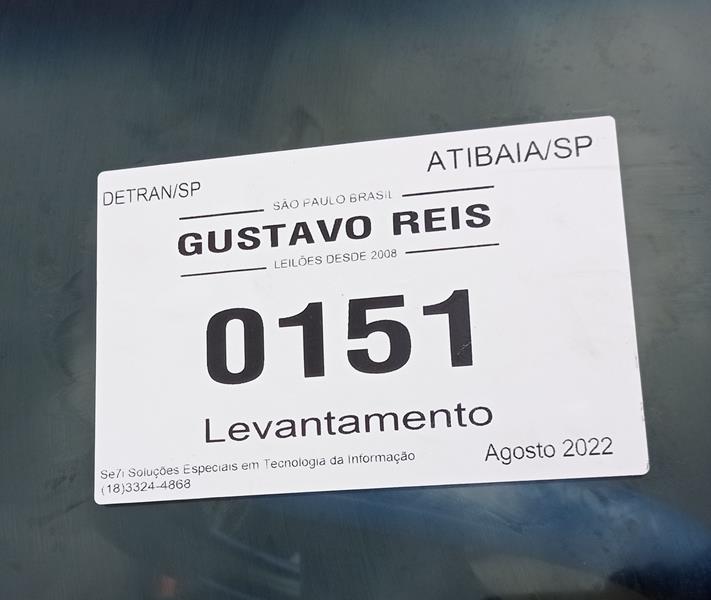 DETRAN/SP
ATIBAIA/SP
SÃO PAULO BRASIL
GUSTAVO REIS
LEILÕES DESDE 2008
0151
Levantamento
Se7i Soluções Especiais em Tecnologia da Informação
(18)3324-4868
Agosto 2022